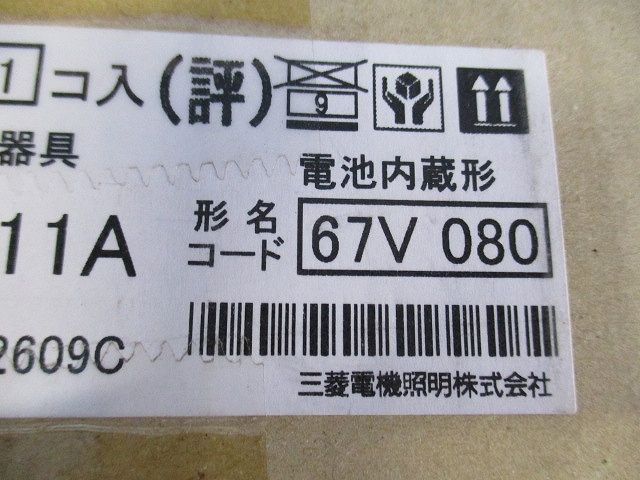 1 コ入 (評) 9
器具
電池内蔵形
11A
形名
コード
67V 080
2609C
三菱電機照明株式会社